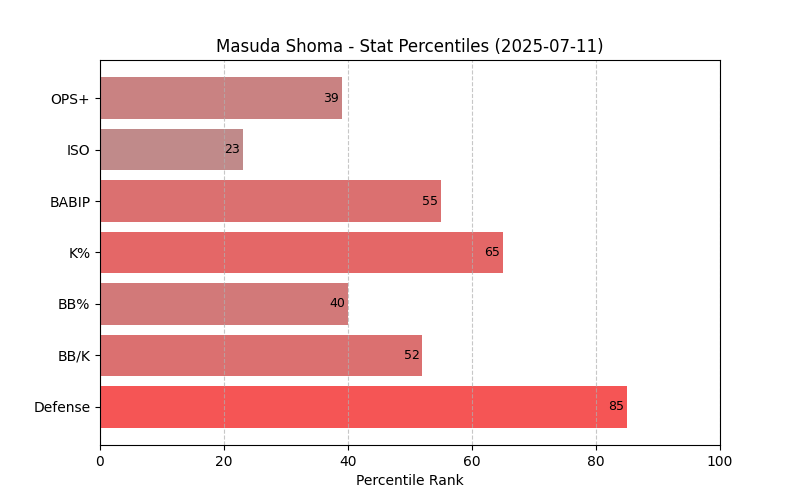 Masuda Shoma - Stat Percentiles (2025-07-11)
OPS+ 39
ISO 23
BABIP 55
K% 65
BB% 40
BB/K 52
Defense 85
0 20 40 60 80 100
Percentile Rank